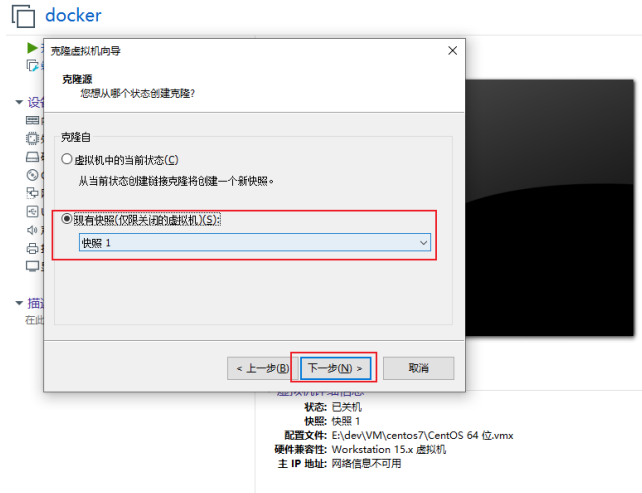 docker
克隆虚拟机向导
克隆源
您想从哪个状态创建克隆?
克隆自
虚拟机中的当前状态(C)
从当前状态创建链接克隆将创建一个新快照。
现有快照(仅限关闭的虚拟机)(S):
快照 1
< 上一步(B)
下一步(N) >
取消
设
描
在此
虚拟机详细信息
状态: 已关机
快照: 快照 1
配置文件: E:\dev\VM\centos7\CentOS 64 位.vmx
硬件兼容性: Workstation 15.x 虚拟机
主 IP 地址: 网络信息不可用